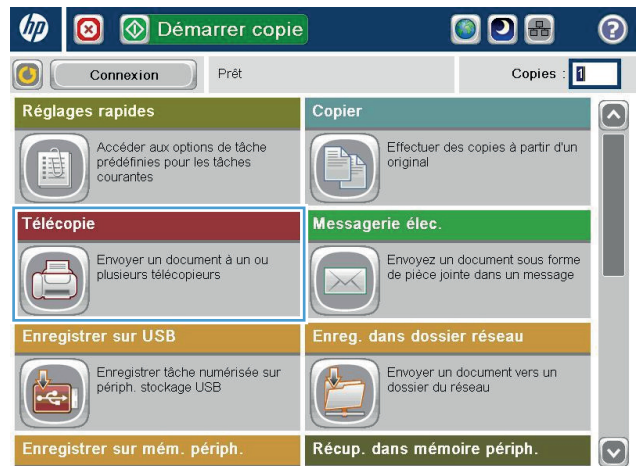 hp
Démarrer copie
?
Connexion
Prêt
Copies :
1
Réglages rapides
Accéder aux options de tâche
prédéfinies pour les tâches
courantes
Copier
Effectuer des copies à partir d'un
original
Télécopie
Envoyer un document à un ou
plusieurs télécopieurs
Messagerie élec.
Envoyez un document sous forme
de pièce jointe dans un message
Enregistrer sur USB
Enregistrer tâche numérisée sur
périph. stockage USB
Enreg. dans dossier réseau
Envoyer un document vers un
dossier du réseau
Enregistrer sur mém. périph.
Récup. dans mémoire périph.